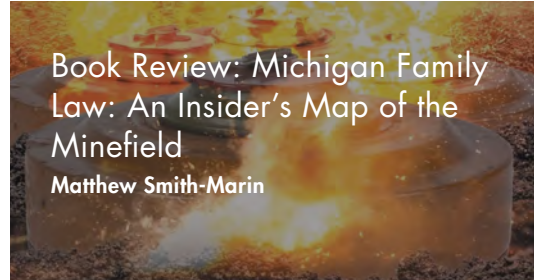 Book Review: Michigan Family
Law: An Insider’s Map of the
Minefield
Matthew Smith-Marin